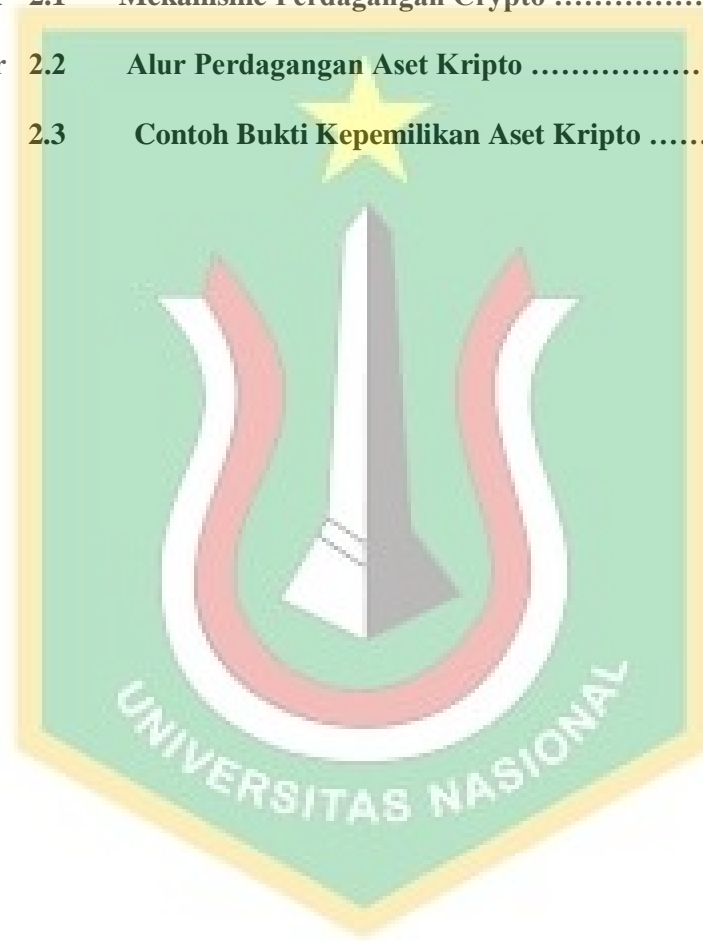 2.1 Mekanisme Perdagangan Crypto ……………
r 2.2 Alur Perdagangan Aset Kripto ………………
2.3 Contoh Bukti Kepemilikan Aset Kripto ……
UNIVERSITAS NASIONAL